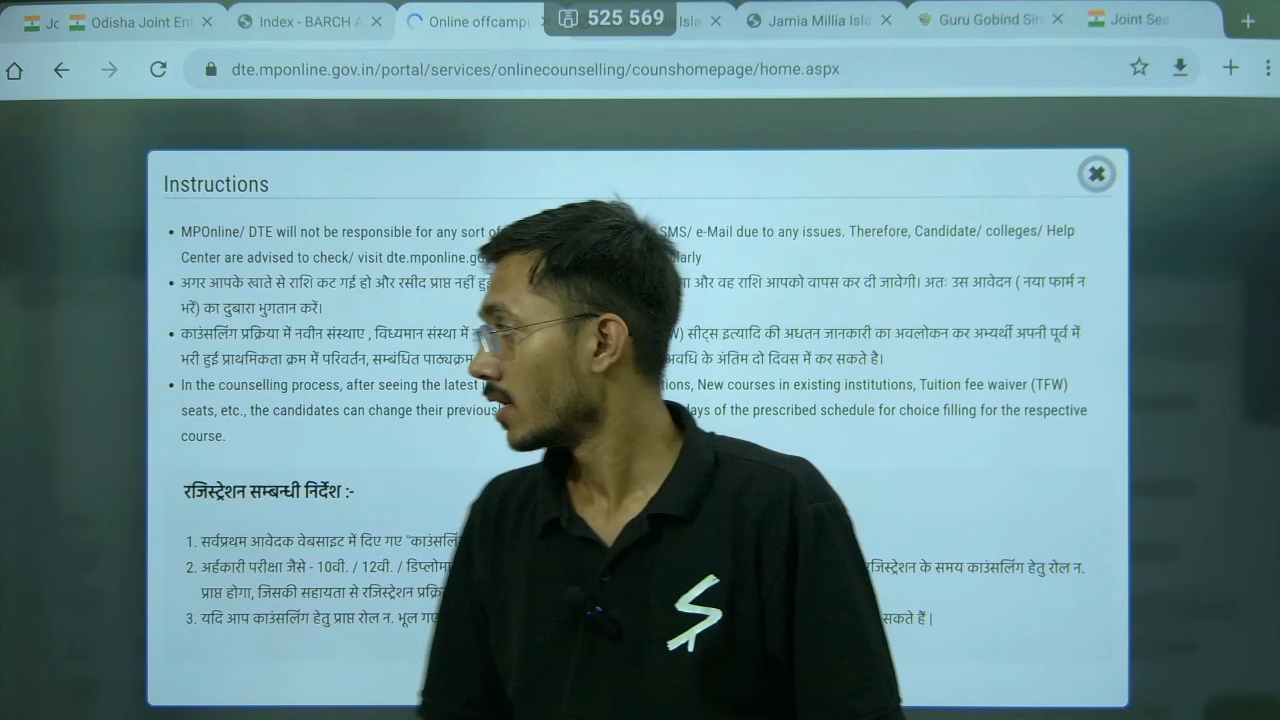 Jc
Odisha Joint Ent
Index - BARCH A
Online offcampu
525 569
Isla
Jamia Millia Isla
Guru Gobind Sin
Joint Sea
dte.mponline.gov.in/portal/services/onlinecounselling/counshomepage/home.aspx
Instructions
MPOnline/ DTE will not be responsible for any sort of SMS/ e-Mail due to any issues. Therefore, Candidate/ colleges/ Help
Center are advised to check/ visit dte.mponline.go larly
अगर आपके खाते से राशि कट गई हो और रसीद प्राप्त नहीं और वह राशि आपको वापस कर दी जावेगी। अतः उस आवेदन ( नया फार्म न
भरें) का दुबारा भुगतान करें।
काउंसलिंग प्रक्रिया में नवीन संस्थाए , विध्यमान संस्था में W) सीट्स इत्यादि की अधतन जानकारी का अवलोकन कर अभ्यर्थी अपनी पूर्व में
भरी हुई प्राथमिकता क्रम में परिवर्तन, सम्बंधित पाठ्यक्रम अवधि के अंतिम दो दिवस में कर सकते है।
In the counselling process, after seeing the latest ions, New courses in existing institutions, Tuition fee waiver (TFW)
seats, etc., the candidates can change their previous days of the prescribed schedule for choice filling for the respective
course.
रजिस्ट्रेशन सम्बन्धी निर्देश :-
1. सर्वप्रथम आवेदक वेबसाइट में दिए गए "काउंसलिं
2. अर्हकारी परीक्षा जैसे - 10वी. / 12वी. / डिप्लोमा रजिस्ट्रेशन के समय काउंसलिंग हेतु रोल न.
प्राप्त होगा, जिसकी सहायता से रजिस्ट्रेशन प्रक्रि
3. यदि आप काउंसलिंग हेतु प्राप्त रोल न. भूल गए सकते हैं |